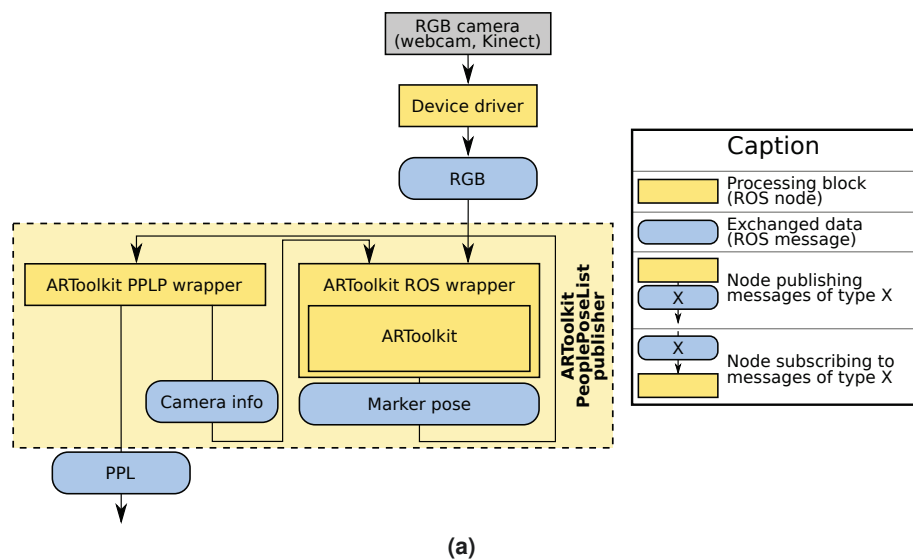 RGB camera
(webcam, Kinect)
Device driver
RGB
ARToolkit PPLP wrapper
ARToolkit ROS wrapper
ARToolkit
Camera info
Marker pose
ARToolkit
PeoplePoseList
publisher
PPL
Caption
Processing block
(ROS node)
Exchanged data
(ROS message)
X
Node publishing
messages of type X
X
Node subscribing to
messages of type X
(a)